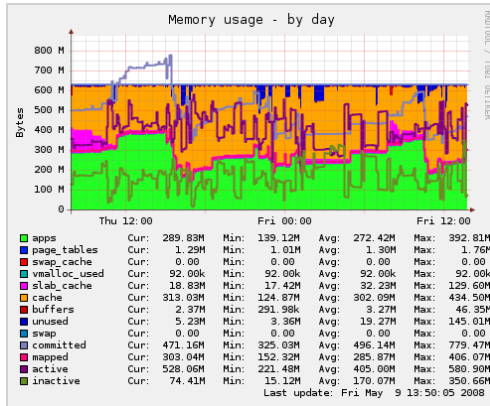 Memory usage - by day
RRDTOOL / TOBI OETIKER
800 M
700 M
600 M
500 M
400 M
300 M
200 M
100 M
0
Bytes
Thu 12:00 Fri 00:00 Fri 12:00
apps Cur: 289.83M Min: 139.12M Avg: 272.42M Max: 392.81M
page_tables Cur: 1.29M Min: 1.01M Avg: 1.30M Max: 1.76M
swap_cache Cur: 0.00 Min: 0.00 Avg: 0.00 Max: 0.00
vmalloc_used Cur: 92.00k Min: 92.00k Avg: 92.00k Max: 92.00k
slab_cache Cur: 18.83M Min: 17.42M Avg: 32.23M Max: 129.60M
cache Cur: 313.03M Min: 124.87M Avg: 302.09M Max: 434.50M
buffers Cur: 2.37M Min: 291.98k Avg: 3.27M Max: 46.35M
unused Cur: 5.23M Min: 3.36M Avg: 19.27M Max: 145.01M
swap Cur: 0.00 Min: 0.00 Avg: 0.00 Max: 0.00
committed Cur: 471.16M Min: 325.03M Avg: 496.14M Max: 779.47M
mapped Cur: 303.04M Min: 152.32M Avg: 285.87M Max: 406.07M
active Cur: 528.06M Min: 221.48M Avg: 405.00M Max: 580.90M
inactive Cur: 74.41M Min: 15.12M Avg: 170.07M Max: 350.66M
Last update: Fri May 9 13:50:05 2008